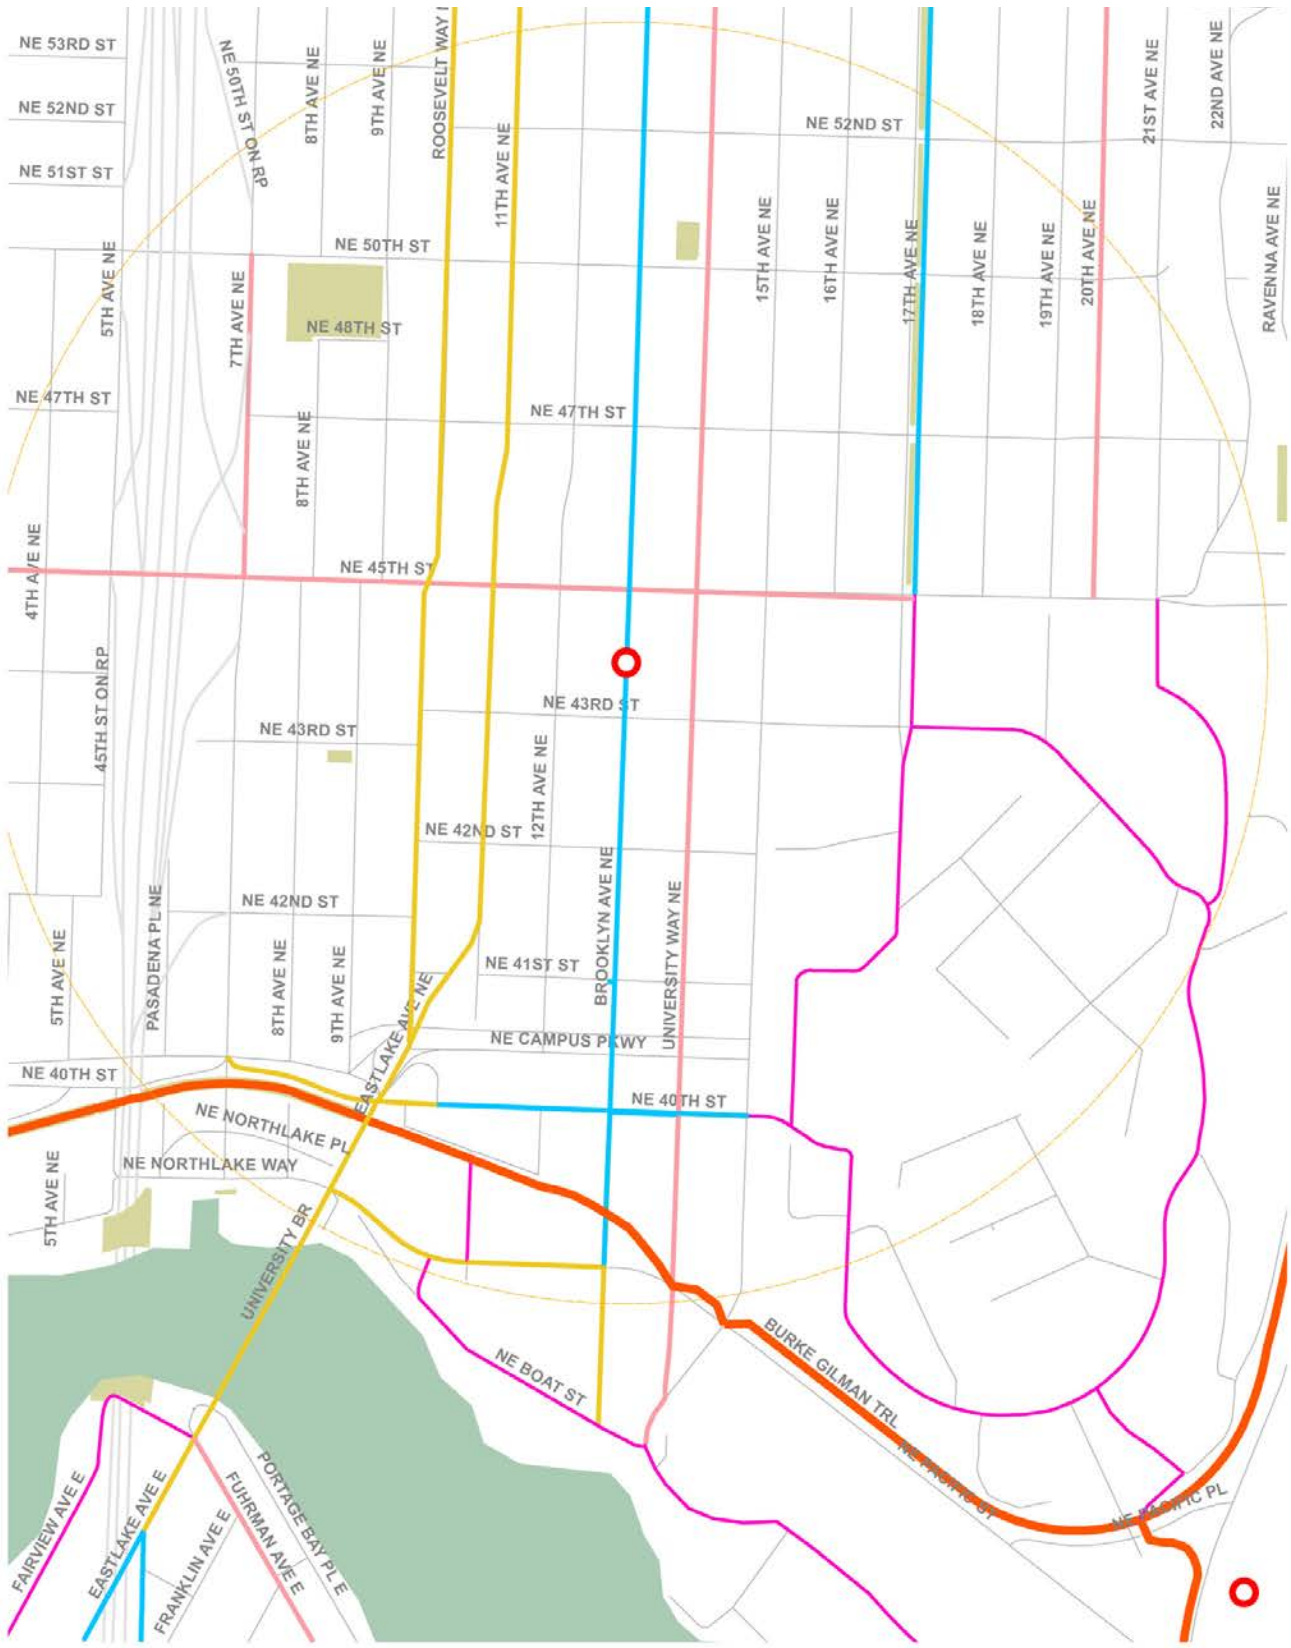 NE 53RD ST
NE 50TH ST ON RP
8TH AVE NE
9TH AVE NE
ROOSEVELT WAY
21ST AVE NE
22ND AVE NE
NE 52ND ST
NE 52ND ST
11TH AVE NE
NE 51ST ST
15TH AVE NE
16TH AVE NE
17TH AVE NE
18TH AVE NE
19TH AVE NE
20TH AVE NE
RAVENNA AVE NE
NE 50TH ST
5TH AVE NE
7TH AVE NE
NE 48TH ST
NE 47TH ST
NE 47TH ST
8TH AVE NE
4TH AVE NE
NE 45TH ST
45TH ST ON RP
NE 43RD ST
NE 43RD ST
12TH AVE NE
NE 42ND ST
BROOKLYN AVE NE
UNIVERSITY WAY NE
NE 42ND ST
PASADENA PL NE
5TH AVE NE
8TH AVE NE
9TH AVE NE
NE 41ST ST
EASTLAKE AVE NE
NE CAMPUS PKWY
NE 40TH ST
NE 40TH ST
NE NORTHLAKE PL
NE NORTHLAKE WAY
5TH AVE NE
UNIVERSITY BR
NE BOAT ST
BURKE GILMAN TRL
NE PACIFIC ST
NE PACIFIC PL
FAIRVIEW AVE E
EASTLAKE AVE E
FRANKLIN AVE E
FUHRMAN AVE E
PORTAGE BAY PL E